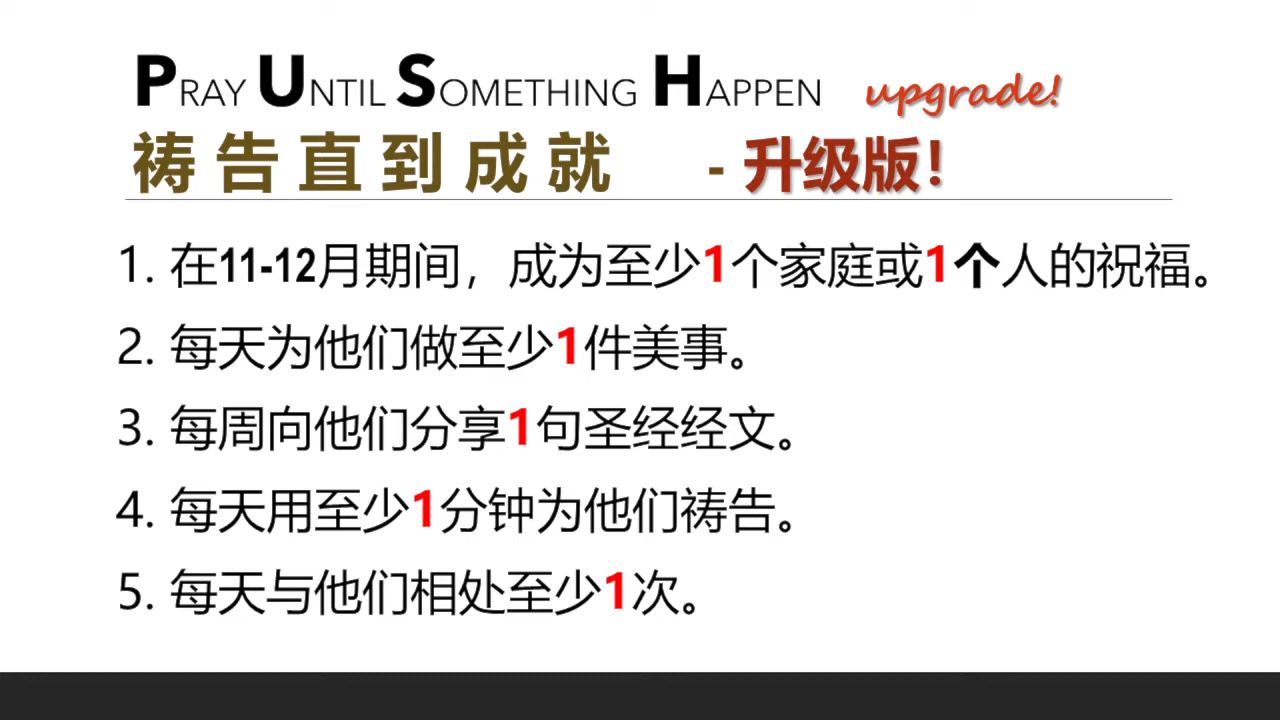 PRAY UNTIL SOMETHING HAPPEN upgrade!
祷告直到成就 - 升级版!
1. 在11-12月期间，成为至少1个家庭或1个人的祝福。
2. 每天为他们做至少1件美事。
3. 每周向他们分享1句圣经经文。
4. 每天用至少1分钟为他们祷告。
5. 每天与他们相处至少1次。